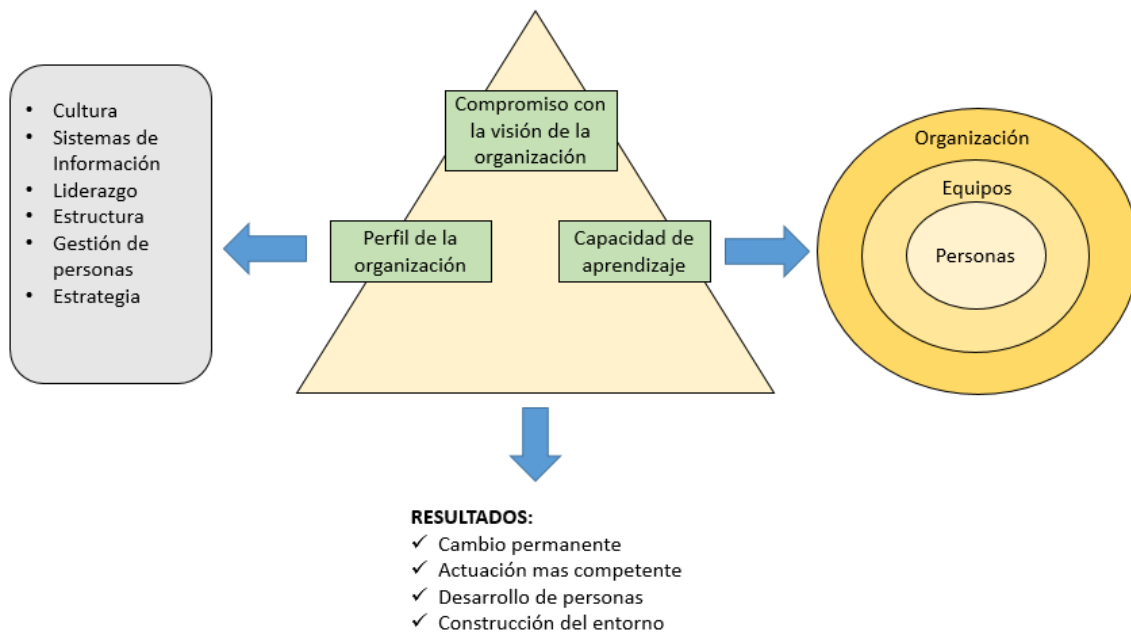 • Cultura
• Sistemas de
Información
• Liderazgo
• Estructura
• Gestión de
personas
• Estrategia
Compromiso con
la visión de la
organización
Perfil de la
organización
Capacidad de
aprendizaje
Organización
Equipos
Personas
RESULTADOS:
✓ Cambio permanente
✓ Actuación mas competente
✓ Desarrollo de personas
✓ Construcción del entorno